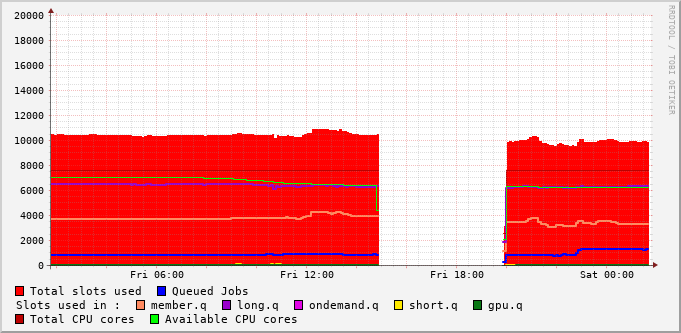 20000
18000
16000
14000
12000
10000
8000
6000
4000
2000
0
Fri 06:00 Fri 12:00 Fri 18:00 Sat 00:00
RRDTOOL / TOBI OETIKER
Total slots used Queued Jobs
Slots used in : member.q long.q ondemand.q short.q gpu.q
Total CPU cores Available CPU cores